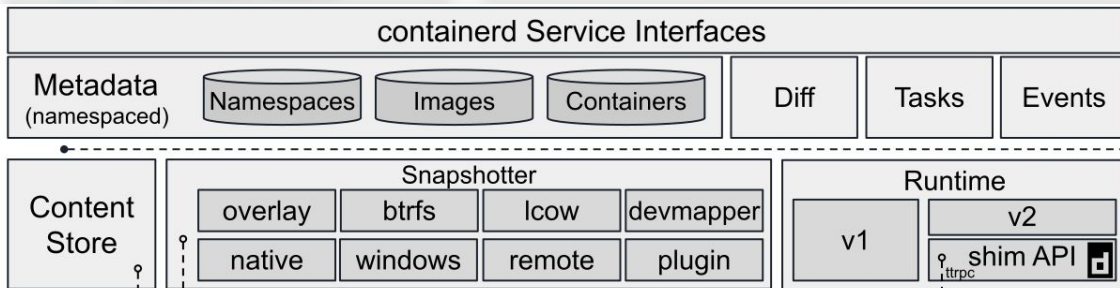 containerd Service Interfaces
Metadata
(namespaced)
Namespaces
Images
Containers
Diff
Tasks
Events
Content
Store
Snapshotter
overlay
btrfs
lcow
devmapper
native
windows
remote
plugin
Runtime
v1
v2
shim API
ttrpc